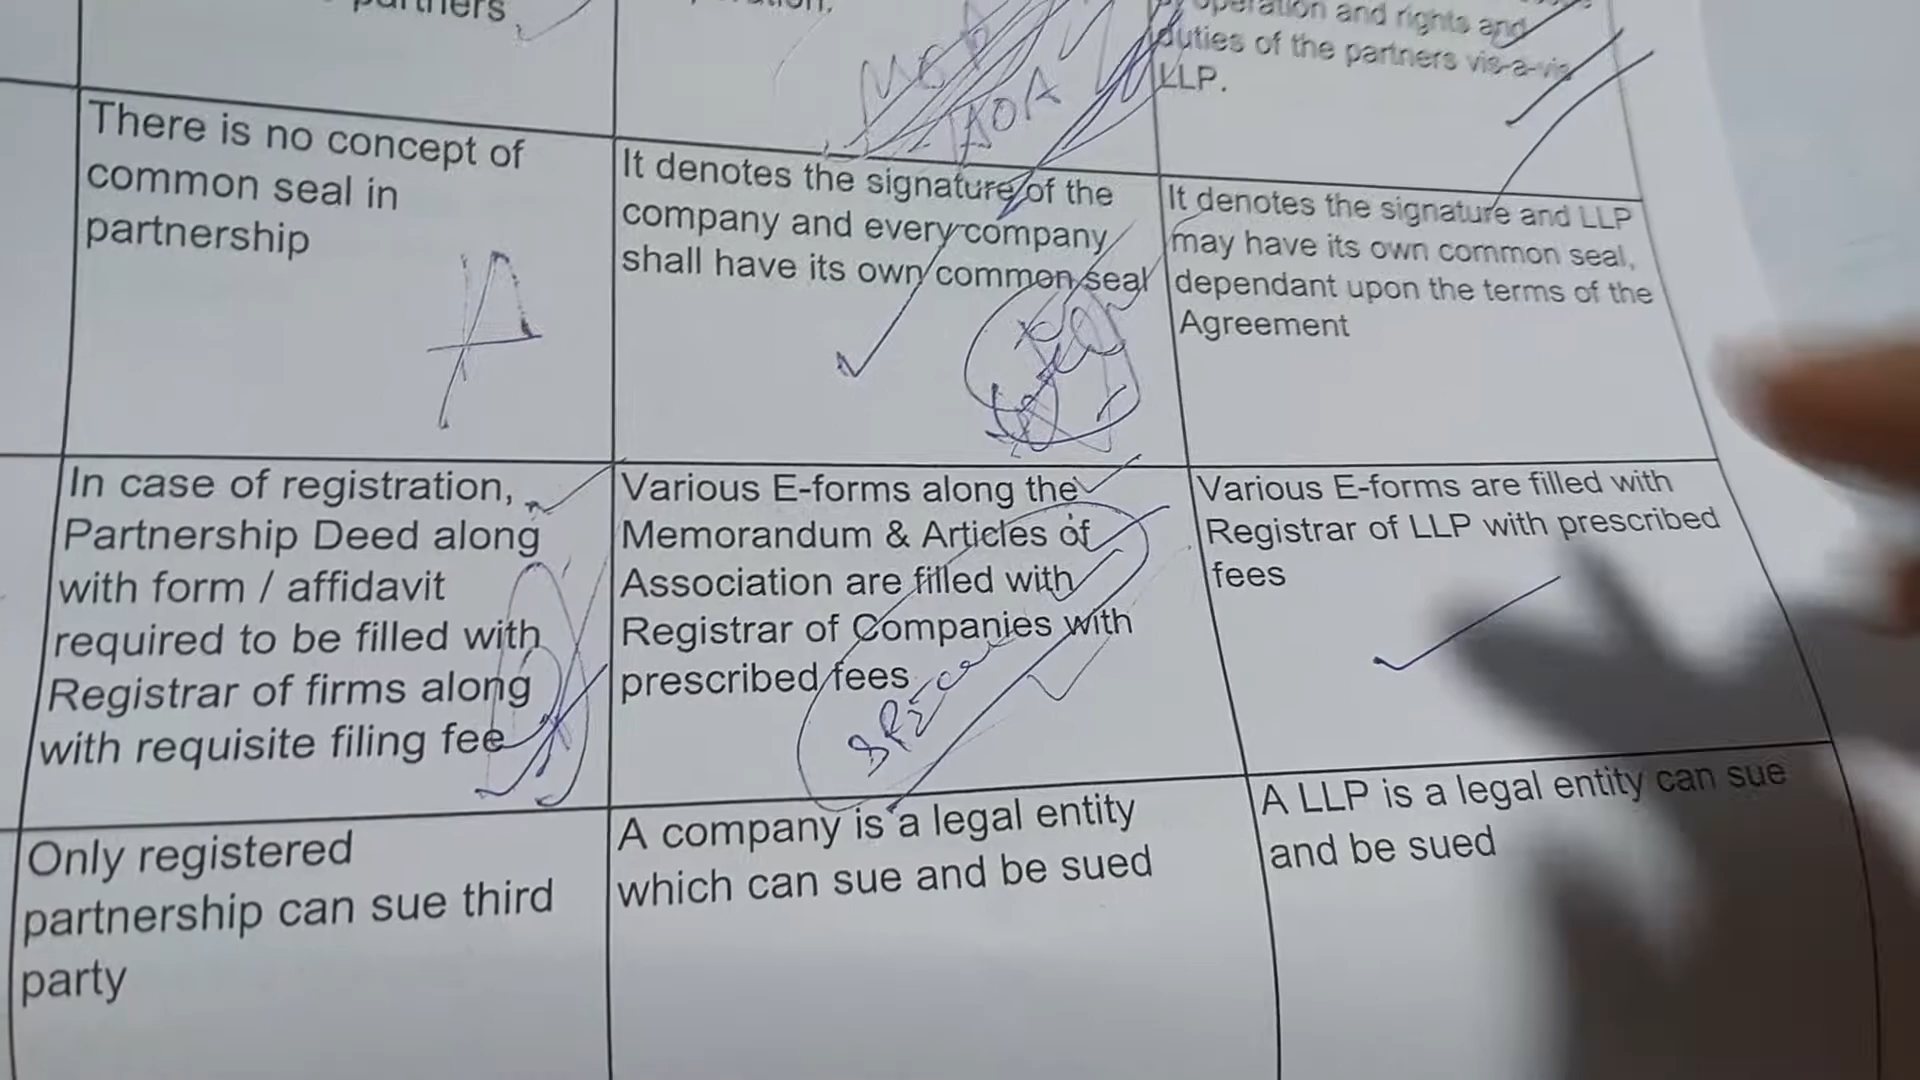 partners
operation and rights and
duties of the partners vis-a-vis
LLP.
MOA
AOA
There is no concept of
common seal in
partnership
It denotes the signature of the
company and every company
shall have its own common seal
It denotes the signature and LLP
may have its own common seal,
dependant upon the terms of the
Agreement
In case of registration,
Partnership Deed along
with form / affidavit
required to be filled with
Registrar of firms along
with requisite filing fee
Various E-forms along the
Memorandum & Articles of
Association are filled with
Registrar of Companies with
prescribed fees
Various E-forms are filled with
Registrar of LLP with prescribed
fees
Only registered
partnership can sue third
party
A company is a legal entity
which can sue and be sued
A LLP is a legal entity can sue
and be sued